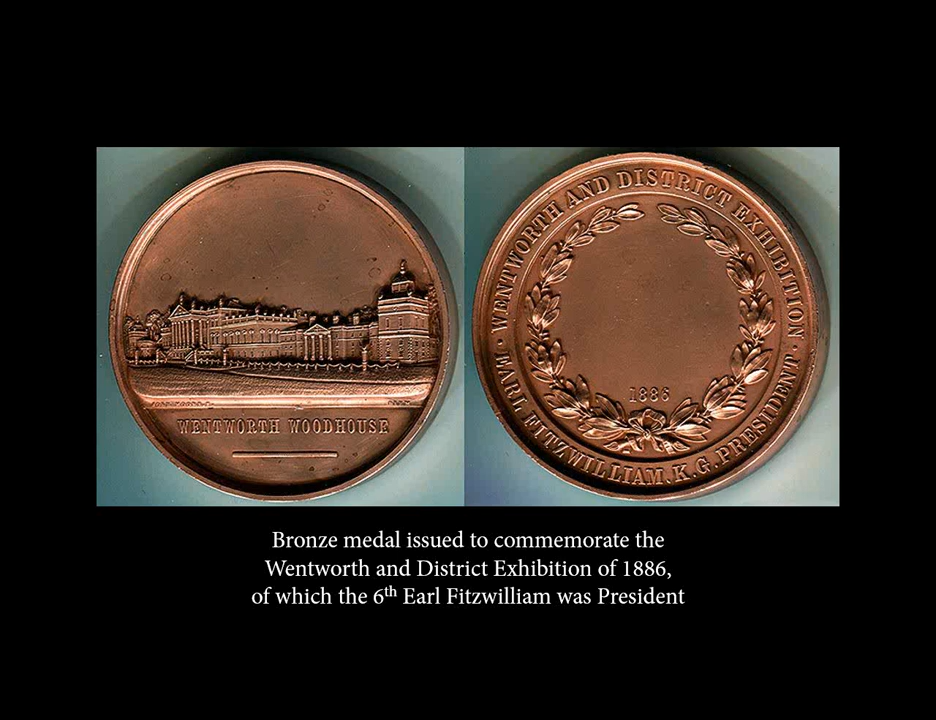 WENTWORTH WOODHOUSE
· WENTWORTH AND DISTRICT EXHIBITION ·
1886
EARL FITZWILLIAM, K.G. PRESIDENT
Bronze medal issued to commemorate the
Wentworth and District Exhibition of 1886,
of which the 6th Earl Fitzwilliam was President